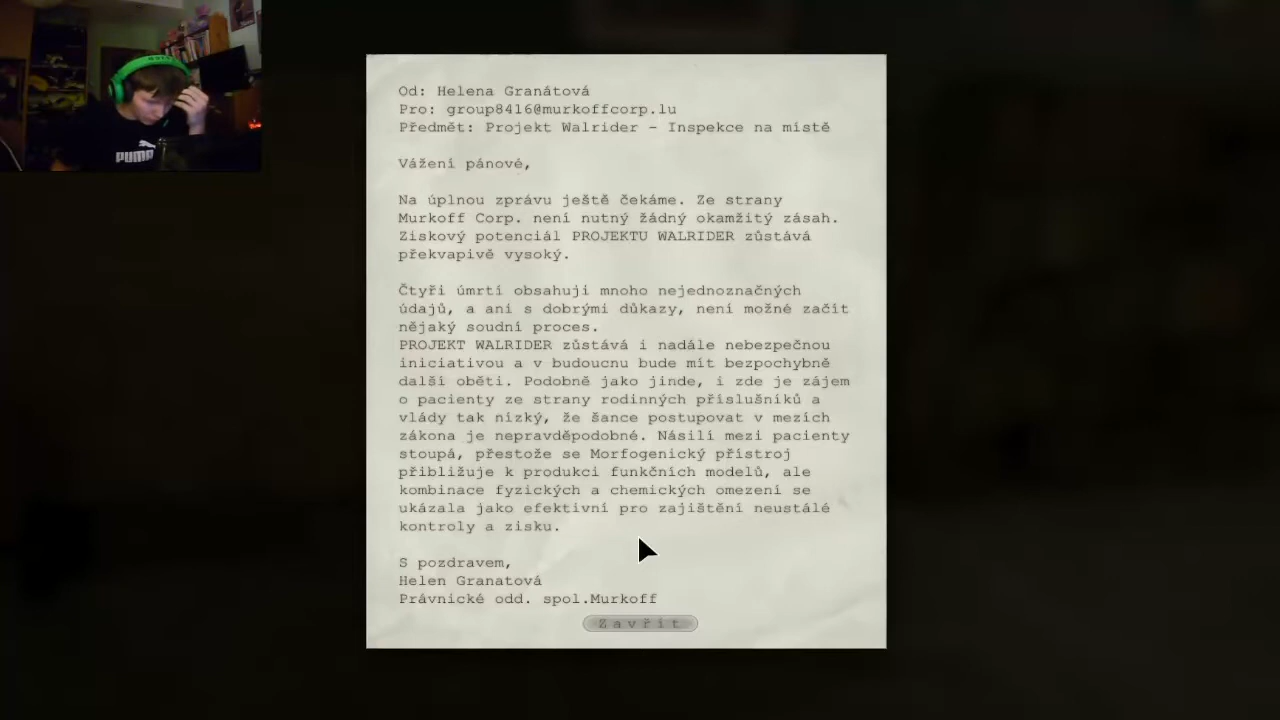 PUMA
Od: Helena Granátová
Pro: group8416@murkoffcorp.lu
Předmět: Projekt Walrider - Inspekce na místě
Vážení pánové,
Na úplnou zprávu ještě čekáme. Ze strany
Murkoff Corp. není nutný žádný okamžitý zásah.
Ziskový potenciál PROJEKTU WALRIDER zůstává
překvapivě vysoký.
Čtyři úmrtí obsahuji mnoho nejednoznačných
údajů, a ani s dobrými důkazy, není možné začít
nějaký soudní proces.
PROJEKT WALRIDER zůstává i nadále nebezpečnou
iniciativou a v budoucnu bude mít bezpochybně
další oběti. Podobně jako jinde, i zde je zájem
o pacienty ze strany rodinných příslušníků a
vlády tak nízký, že šance postupovat v mezích
zákona je nepravděpodobné. Násilí mezi pacienty
stoupá, přestože se Morfogenický přístroj
přibližuje k produkci funkčních modelů, ale
kombinace fyzických a chemických omezení se
ukázala jako efektivní pro zajištění neustálé
kontroly a zisku.
S pozdravem,
Helen Granatová
Právnické odd. spol.Murkoff
Zavřít